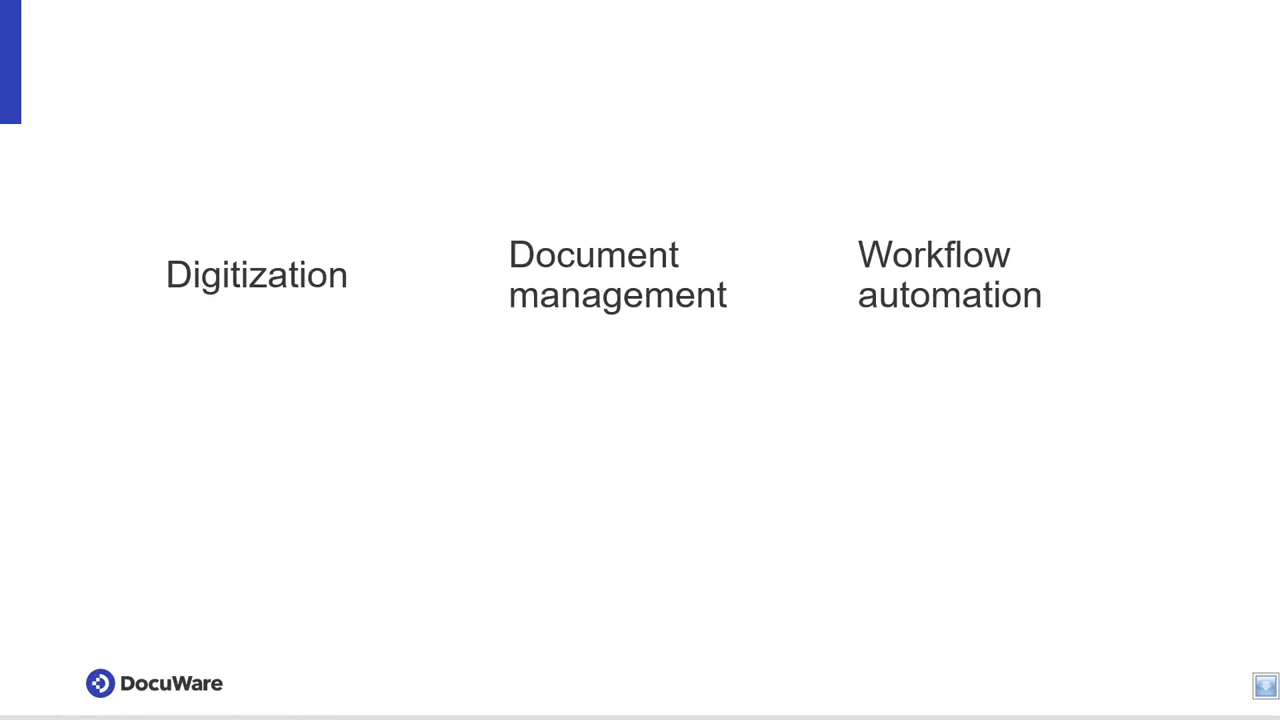 Digitization
Document
management
Workflow
automation
DocuWare